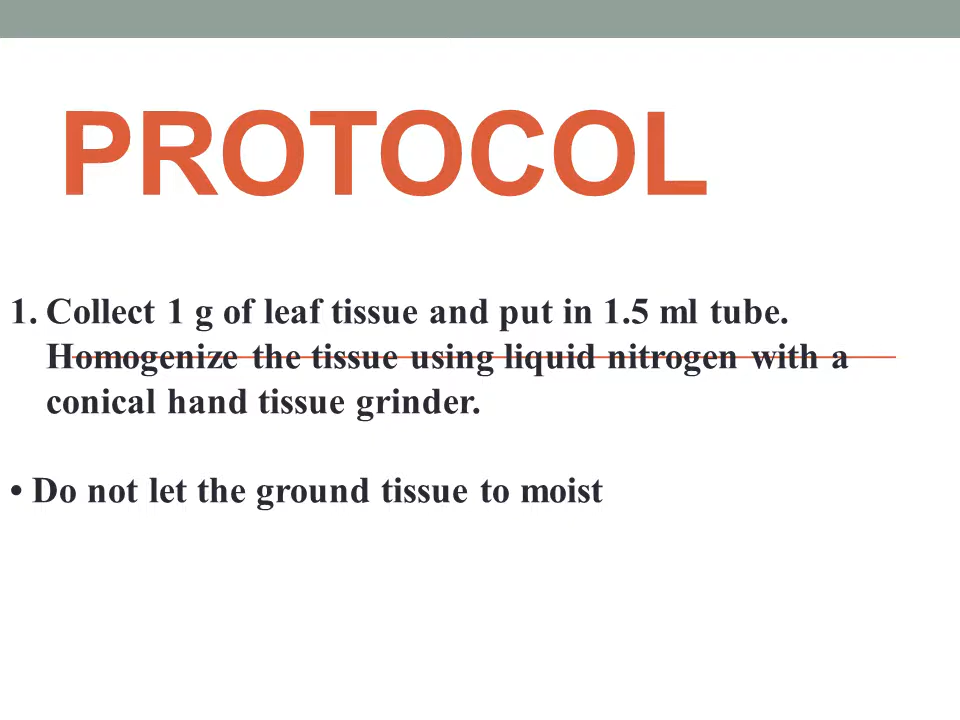 PROTOCOL
1. Collect 1 g of leaf tissue and put in 1.5 ml tube.
Homogenize the tissue using liquid nitrogen with a
conical hand tissue grinder.
• Do not let the ground tissue to moist